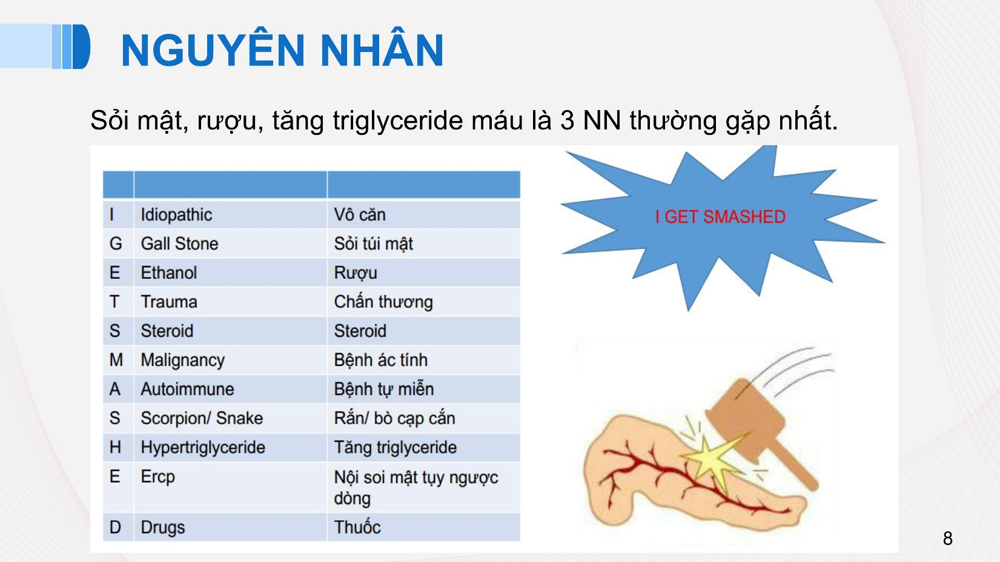 NGUYÊN NHÂN
Sỏi mật, rượu, tăng triglyceride máu là 3 NN thường gặp nhất.
I Idiopathic Vô căn
G Gall Stone Sỏi túi mật
E Ethanol Rượu
T Trauma Chấn thương
S Steroid Steroid
M Malignancy Bệnh ác tính
A Autoimmune Bệnh tự miễn
S Scorpion/ Snake Rắn/ bò cạp cắn
H Hypertriglyceride Tăng triglyceride
E Ercp Nội soi mật tụy ngược
dòng
D Drugs Thuốc
I GET SMASHED
8